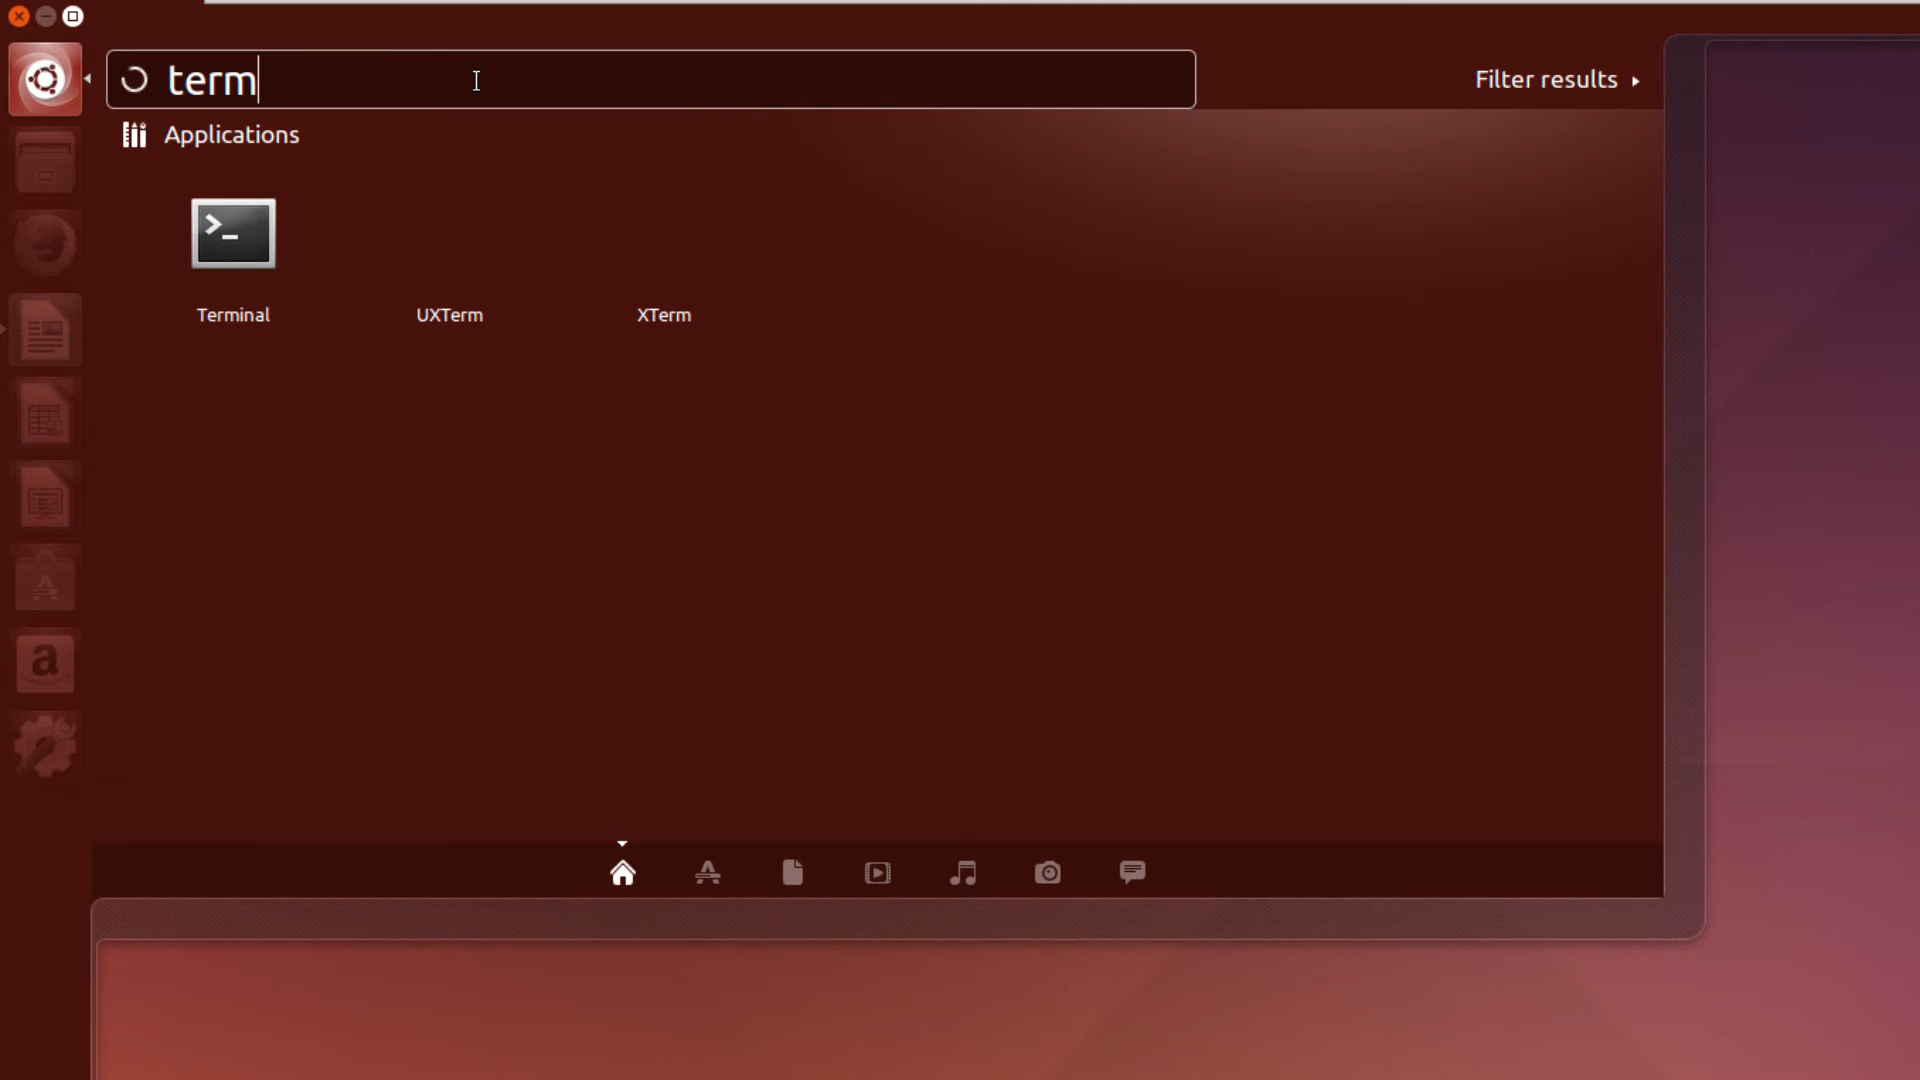 term
Filter results
Applications
>_
Terminal
UXTerm
XTerm
a